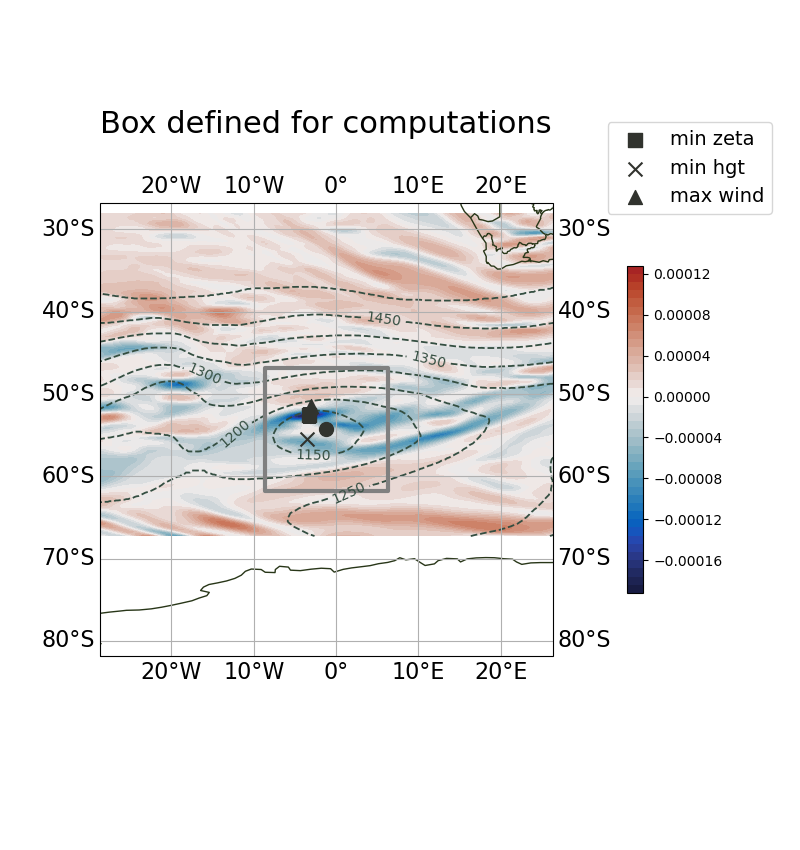 Box defined for computations
min zeta
min hgt
max wind
20°W 10°W 0° 10°E 20°E
30°S 30°S
40°S 40°S
50°S 50°S
60°S 60°S
70°S 70°S
80°S 80°S
20°W 10°W 0° 10°E 20°E
1450
1350
1300
1200
1150
1250
0.00012
0.00008
0.00004
0.00000
−0.00004
−0.00008
−0.00012
−0.00016